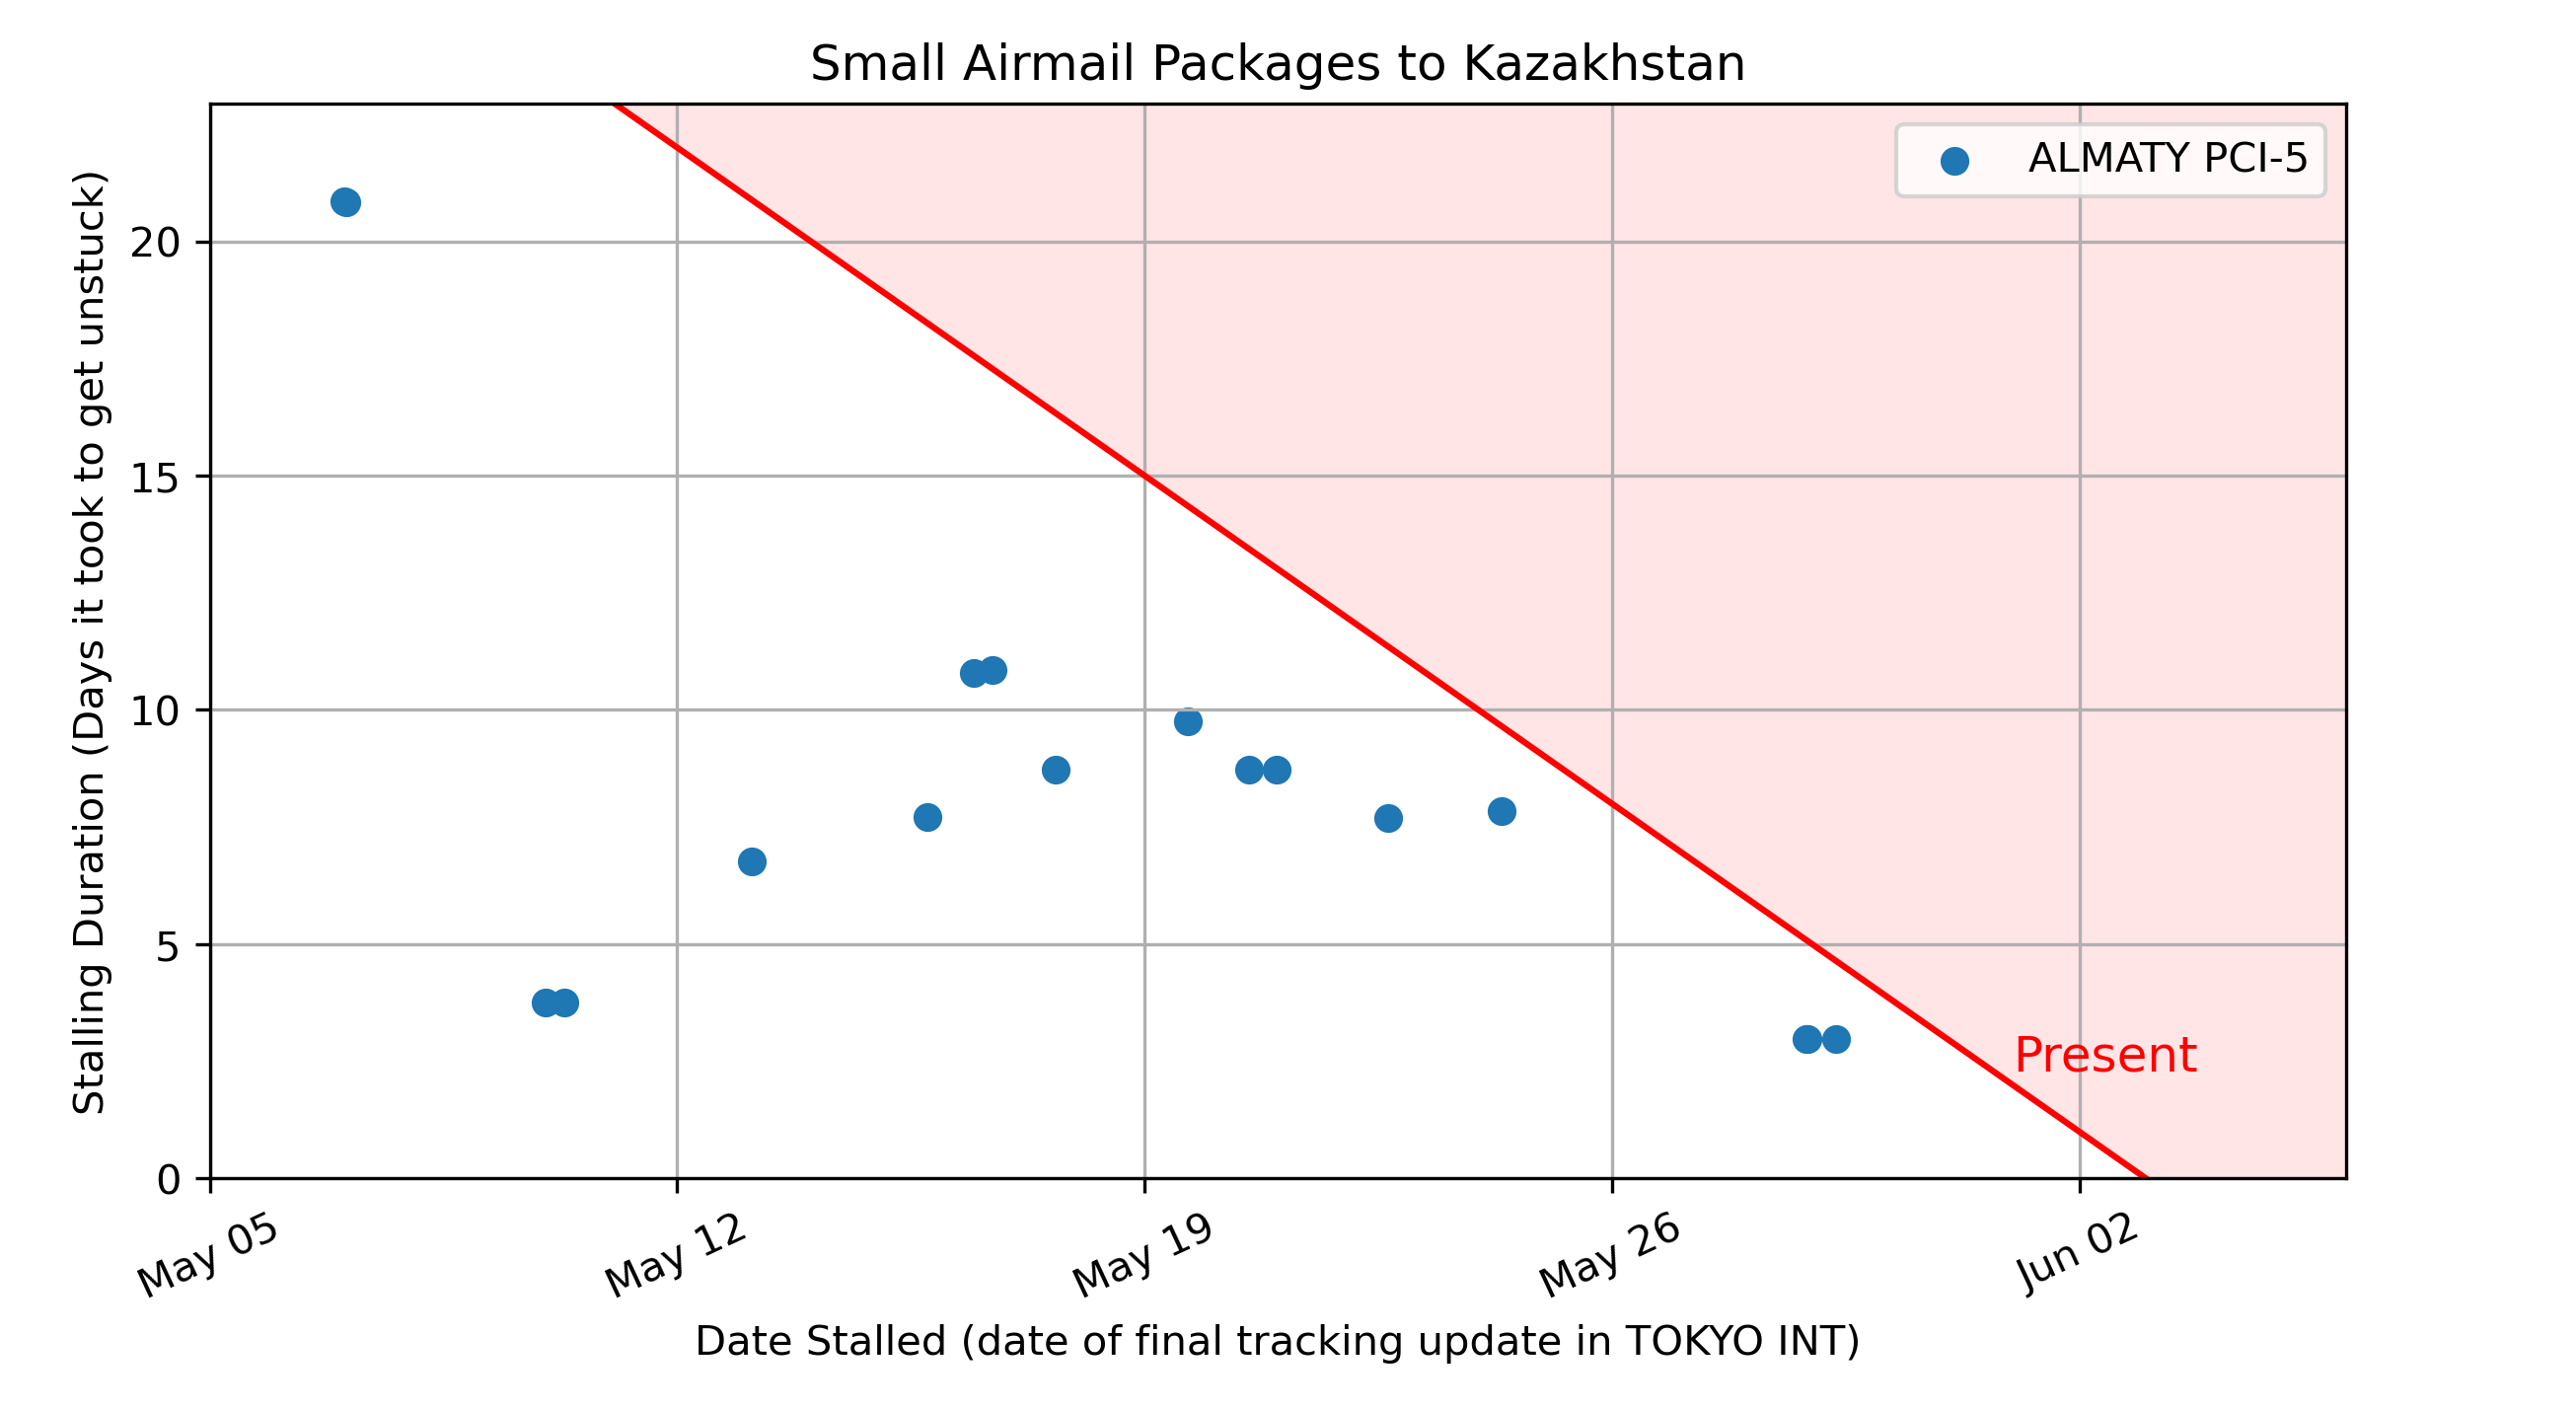 Small Airmail Packages to Kazakhstan
ALMATY PCI-5
Stalling Duration (Days it took to get unstuck)
20
15
10
5
0
Present
May 05
May 12
May 19
May 26
Jun 02
Date Stalled (date of final tracking update in TOKYO INT)